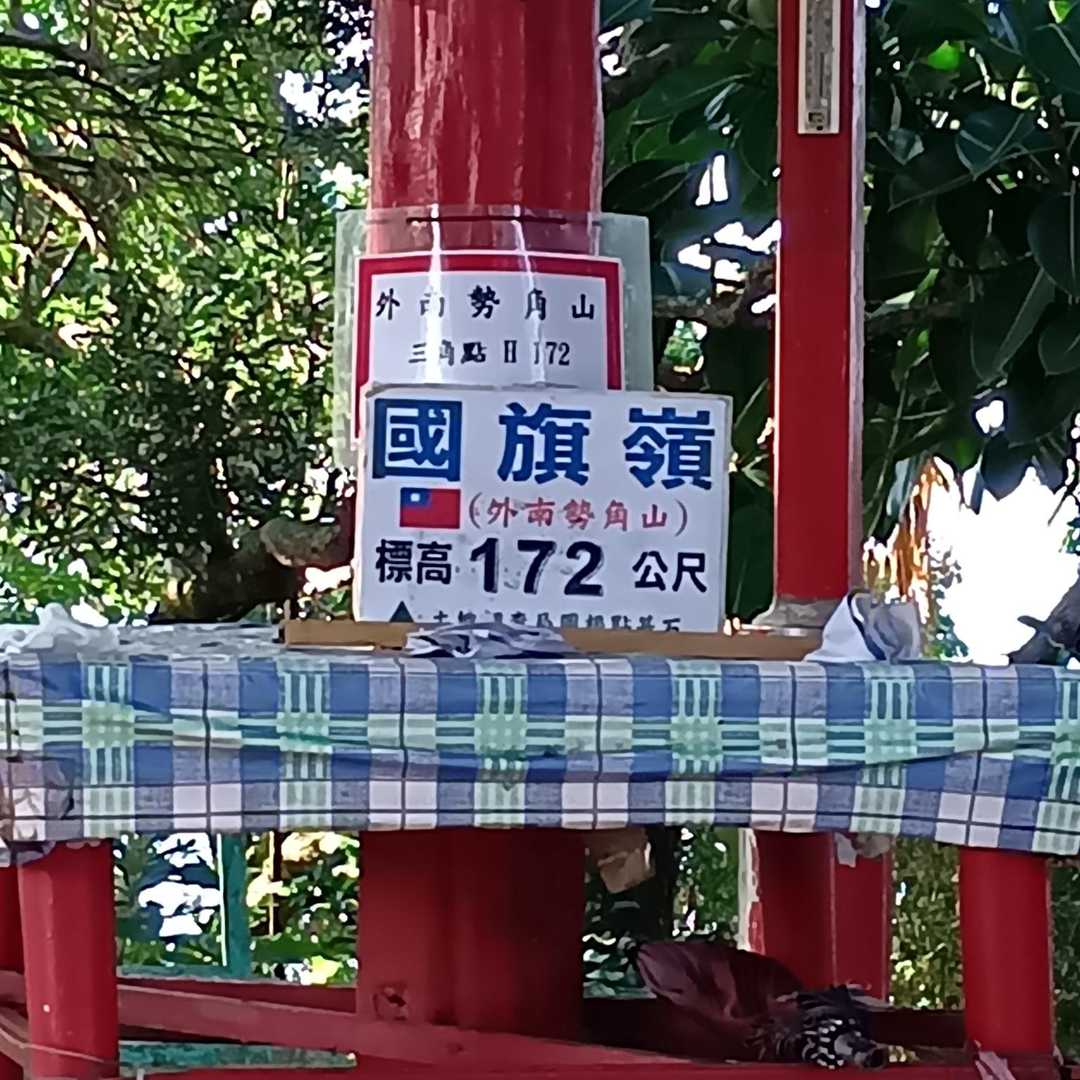 外南勢角山
三角點 II 172
國旗嶺
(外南勢角山)
標高 172 公尺